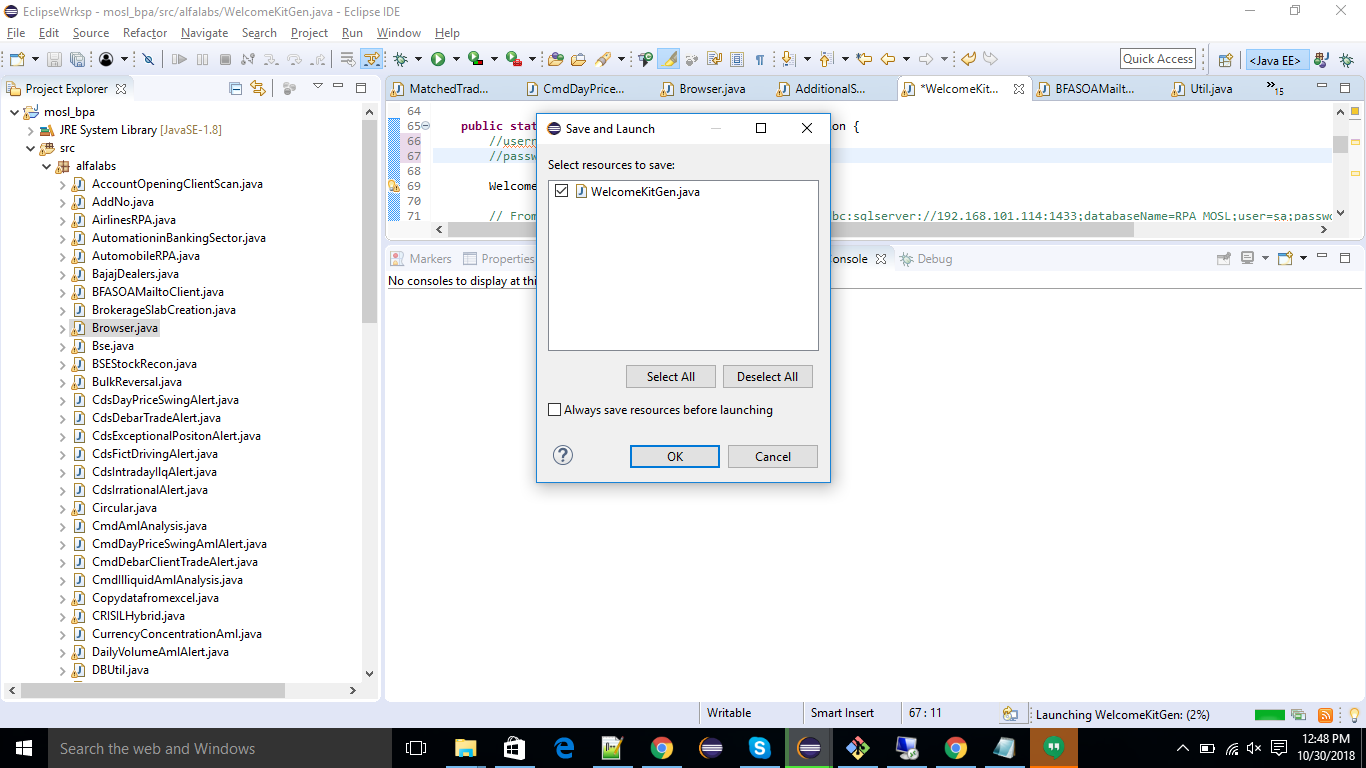 EclipseWrksp - mosl_bpa/src/alfalabs/WelcomeKitGen.java - Eclipse IDE
File Edit Source Refactor Navigate Search Project Run Window Help
Quick Access <Java EE>
Project Explorer
MatchedTrad... CmdDayPrice... Browser.java AdditionalS... *WelcomeKit... BFASOAMailt... Util.java »15
mosl_bpa
JRE System Library [JavaSE-1.8]
src
alfalabs
AccountOpeningClientScan.java
AddNo.java
AirlinesRPA.java
AutomationinBankingSector.java
AutomobileRPA.java
BajajDealers.java
BFASOAMailtoClient.java
BrokerageSlabCreation.java
Browser.java
Bse.java
BSEStockRecon.java
BulkReversal.java
CdsDayPriceSwingAlert.java
CdsDebarTradeAlert.java
CdsExceptionalPositonAlert.java
CdsFictDrivingAlert.java
CdsIntradayIlqAlert.java
CdsIrrationalAlert.java
Circular.java
CmdAmlAnalysis.java
CmdDayPriceSwingAmlAlert.java
CmdDebarClientTradeAlert.java
CmdIlliquidAmlAnalysis.java
Copydatafromexcel.java
CRISILHybrid.java
CurrencyConcentrationAml.java
DailyVolumeAmlAlert.java
DBUtil.java
64
65 public stat ion {
66 //usern
67 //passw
68
69 Welcome
70
71 // From bc:sqlserver://192.168.101.114:1433;databaseName=RPA_MOSL;user=sa;passwo
Markers Properties onsole Debug
No consoles to display at thi
Save and Launch
Select resources to save:
WelcomeKitGen.java
Select All Deselect All
Always save resources before launching
? OK Cancel
Writable Smart Insert 67 : 11 Launching WelcomeKitGen: (2%)
Search the web and Windows
12:48 PM
10/30/2018